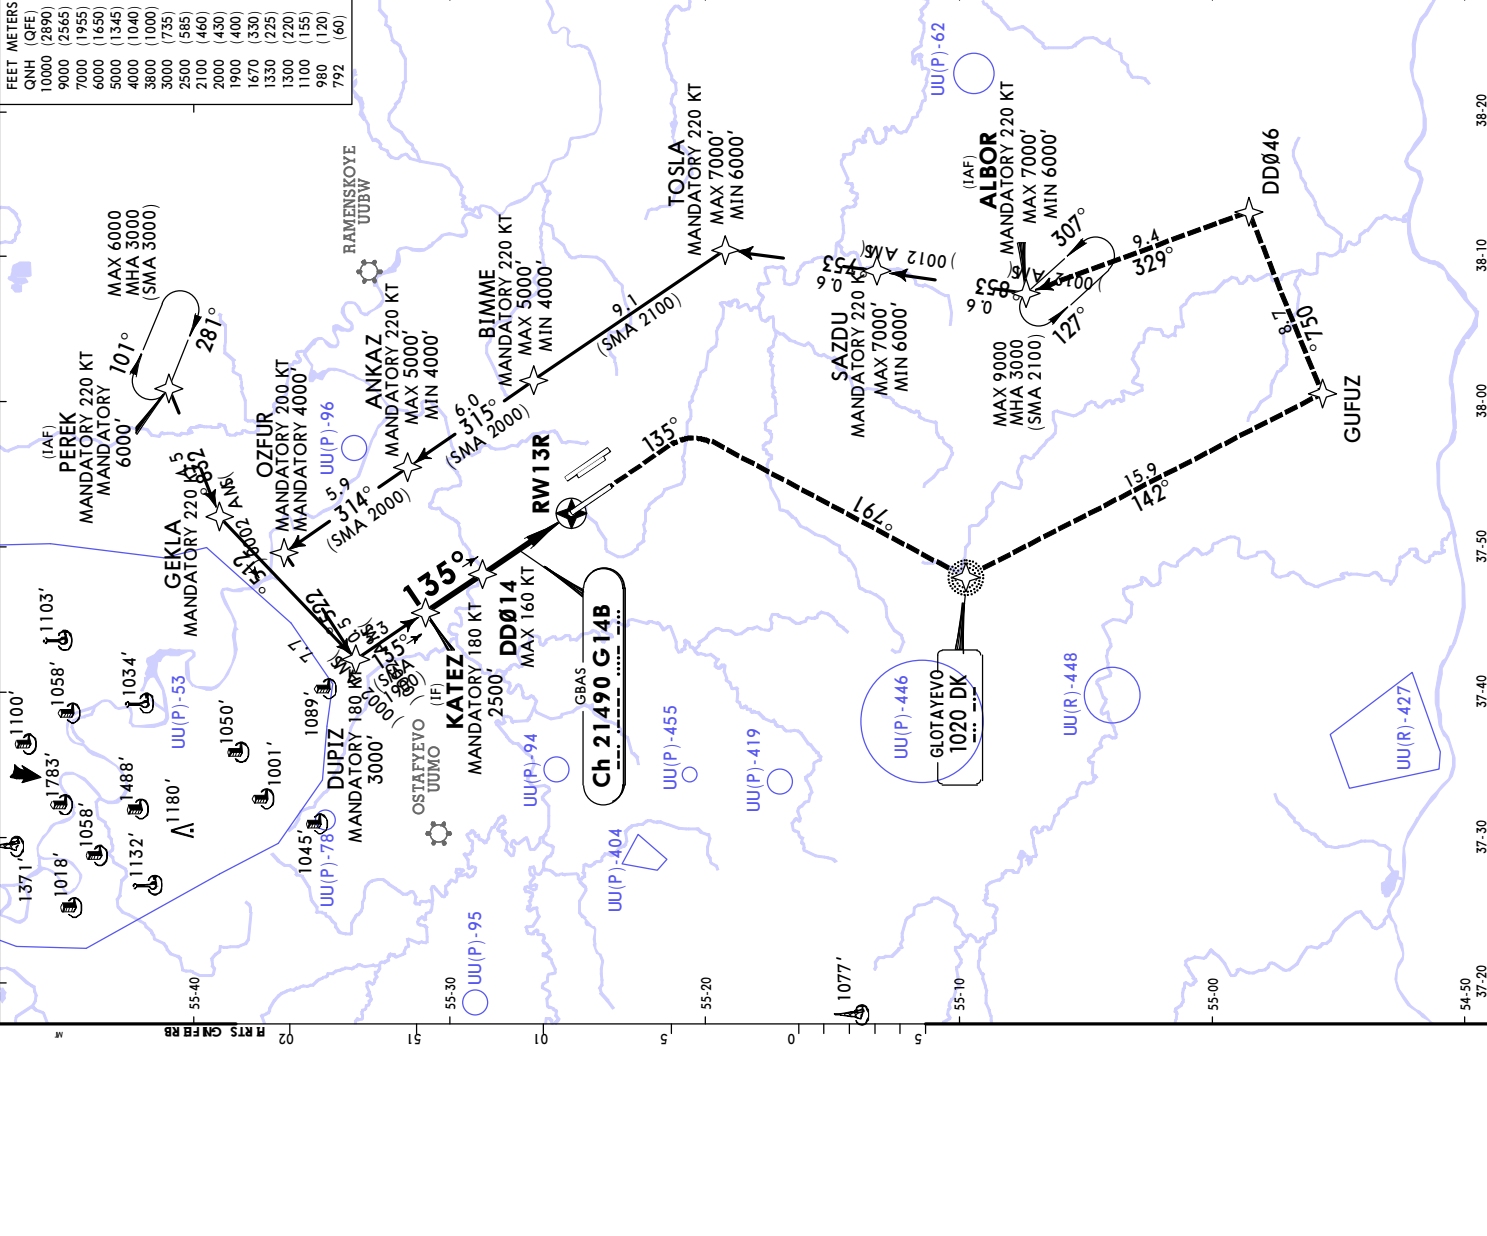 FEET METERS
QNH (QFE)
10000 (2890)
9000 (2565)
7000 (1955)
6000 (1650)
5000 (1345)
4000 (1040)
3800 (1000)
3000 (735)
2500 (585)
2100 (460)
2000 (430)
1900 (400)
1670 (330)
1330 (225)
1300 (220)
1100 (155)
980 (120)
792 (60)
MAX 6000
MHA 3000
(SMA 3000)
101°
281°
(IAF)
PEREK
MANDATORY 220 KT
MANDATORY
6000'
GEKLA
MANDATORY 220 KT
OZFUR
MANDATORY 200 KT
MANDATORY 4000'
UU(P)-96
RAMENSKOYE
UUBW
ANKAZ
MANDATORY 220 KT
MAX 5000'
MIN 4000'
5.9
314°
(SMA 2000)
BIMME
MANDATORY 220 KT
MAX 5000'
MIN 4000'
6.0
315°
(SMA 2000)
9.1
(SMA 2100)
TOSLA
MANDATORY 220 KT
MAX 7000'
MIN 6000'
SAZDU
MANDATORY 220 KT
MAX 7000'
MIN 6000'
UU(P)-62
(IAF)
ALBOR
MANDATORY 220 KT
MAX 7000'
MIN 6000'
307°
127°
MAX 9000
MHA 3000
(SMA 2100)
9.4
329°
DDØ46
8.7
GUFUZ
15.9
142°
135°
RW13R
135°
DDØ14
MAX 160 KT
(IF)
KATEZ
MANDATORY 180 KT
2500'
7.7
135°
DUPIZ
MANDATORY 180 KT
3000'
OSTAFYEVO
UUMO
GBAS
Ch 21490 G14B
GLOTAYEVO
1020 DK
1103'
1058'
1034'
UU(P)-53
1100'
1783'
1488'
1180'
1058'
1132'
1018'
1371'
1050'
1001'
1089'
1045'
UU(P)-78
UU(P)-94
UU(P)-455
UU(P)-419
UU(P)-404
UU(P)-95
UU(P)-446
UU(R)-448
UU(R)-427
1077'
55-40
55-30
55-20
55-10
55-00
54-50
38-20
38-10
38-00
37-50
37-40
37-30
37-20
20
15
10
5
0
5